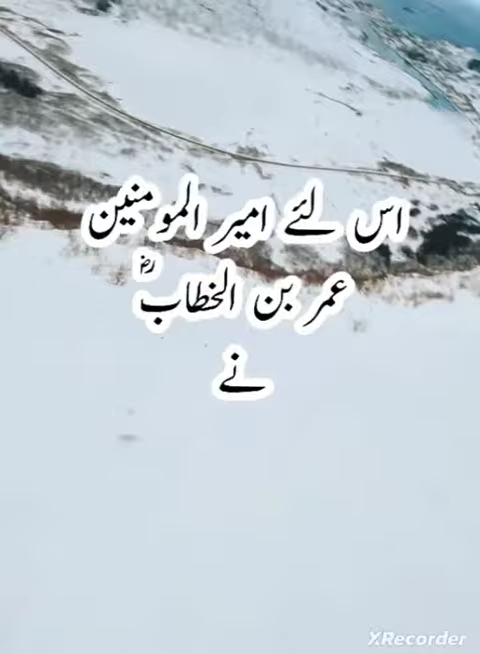 اس لئے امیر المومنین
عمر بن الخطابؓ
نے
XRecorder